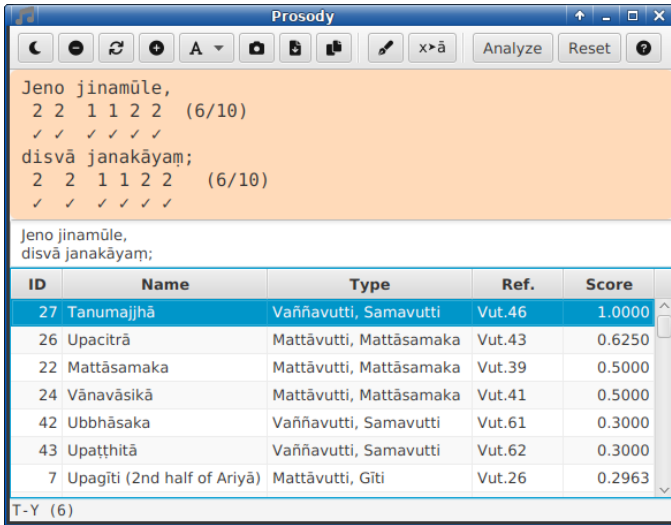 Prosody
A x➤ā Analyze Reset
Jeno jinamūle,
2 2 1 1 2 2 (6/10)
✓ ✓ ✓ ✓ ✓ ✓
disvā janakāyaṃ;
2 2 1 1 2 2 (6/10)
✓ ✓ ✓ ✓ ✓ ✓
Jeno jinamūle,
disvā janakāyaṃ;
ID Name Type Ref. Score
27 Tanumajjhā Vaññavutti, Samavutti Vut.46 1.0000
26 Upacitrā Mattāvutti, Mattāsamaka Vut.43 0.6250
22 Mattāsamaka Mattāvutti, Mattāsamaka Vut.39 0.5000
24 Vānavāsikā Mattāvutti, Mattāsamaka Vut.41 0.5000
42 Ubbhāsaka Vaññavutti, Samavutti Vut.61 0.3000
43 Upaṭṭhitā Vaññavutti, Samavutti Vut.62 0.3000
7 Upagīti (2nd half of Ariyā) Mattāvutti, Gīti Vut.26 0.2963
T-Y (6)